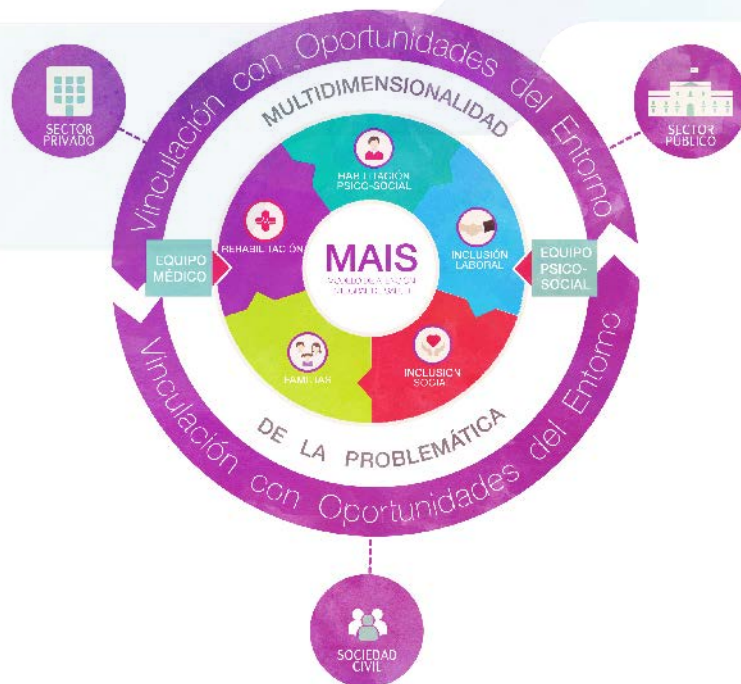 Vinculación con Oportunidades del Entorno
SECTOR
PRIVADO
SECTOR
PÚBLICO
MULTIDIMENSIONALIDAD
HABILITACIÓN
PSICO-SOCIAL
REHABILITACIÓN
INCLUSIÓN
LABORAL
EQUIPO
MÉDICO
MAIS
EQUIPO
PSICO-
SOCIAL
FAMILIAS
INCLUSIÓN
SOCIAL
DE LA PROBLEMÁTICA
Vinculación con Oportunidades del Entorno
SOCIEDAD
CIVIL